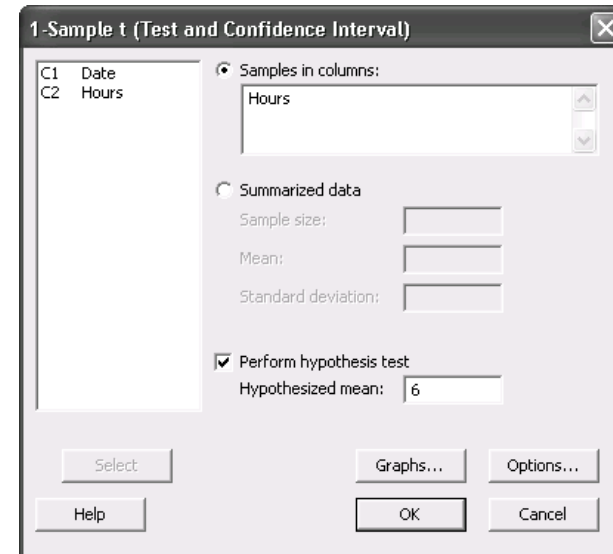 1-Sample t (Test and Confidence Interval)
C1 Date
C2 Hours
Samples in columns:
Hours
Summarized data
Sample size:
Mean:
Standard deviation:
Perform hypothesis test
Hypothesized mean: 6
Select
Graphs...
Options...
Help
OK
Cancel